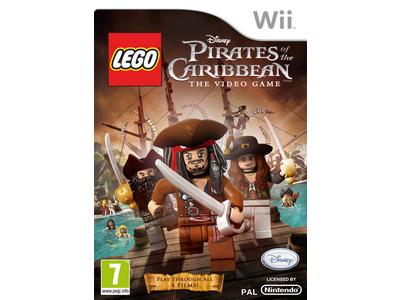 Wii
LEGO
Disney
PIRATES of the
CARIBBEAN
THE VIDEO GAME
7
www.pegi.info
PLAY THROUGH ALL
4 FILMS!
Disney
PAL
LICENSED BY
Nintendo